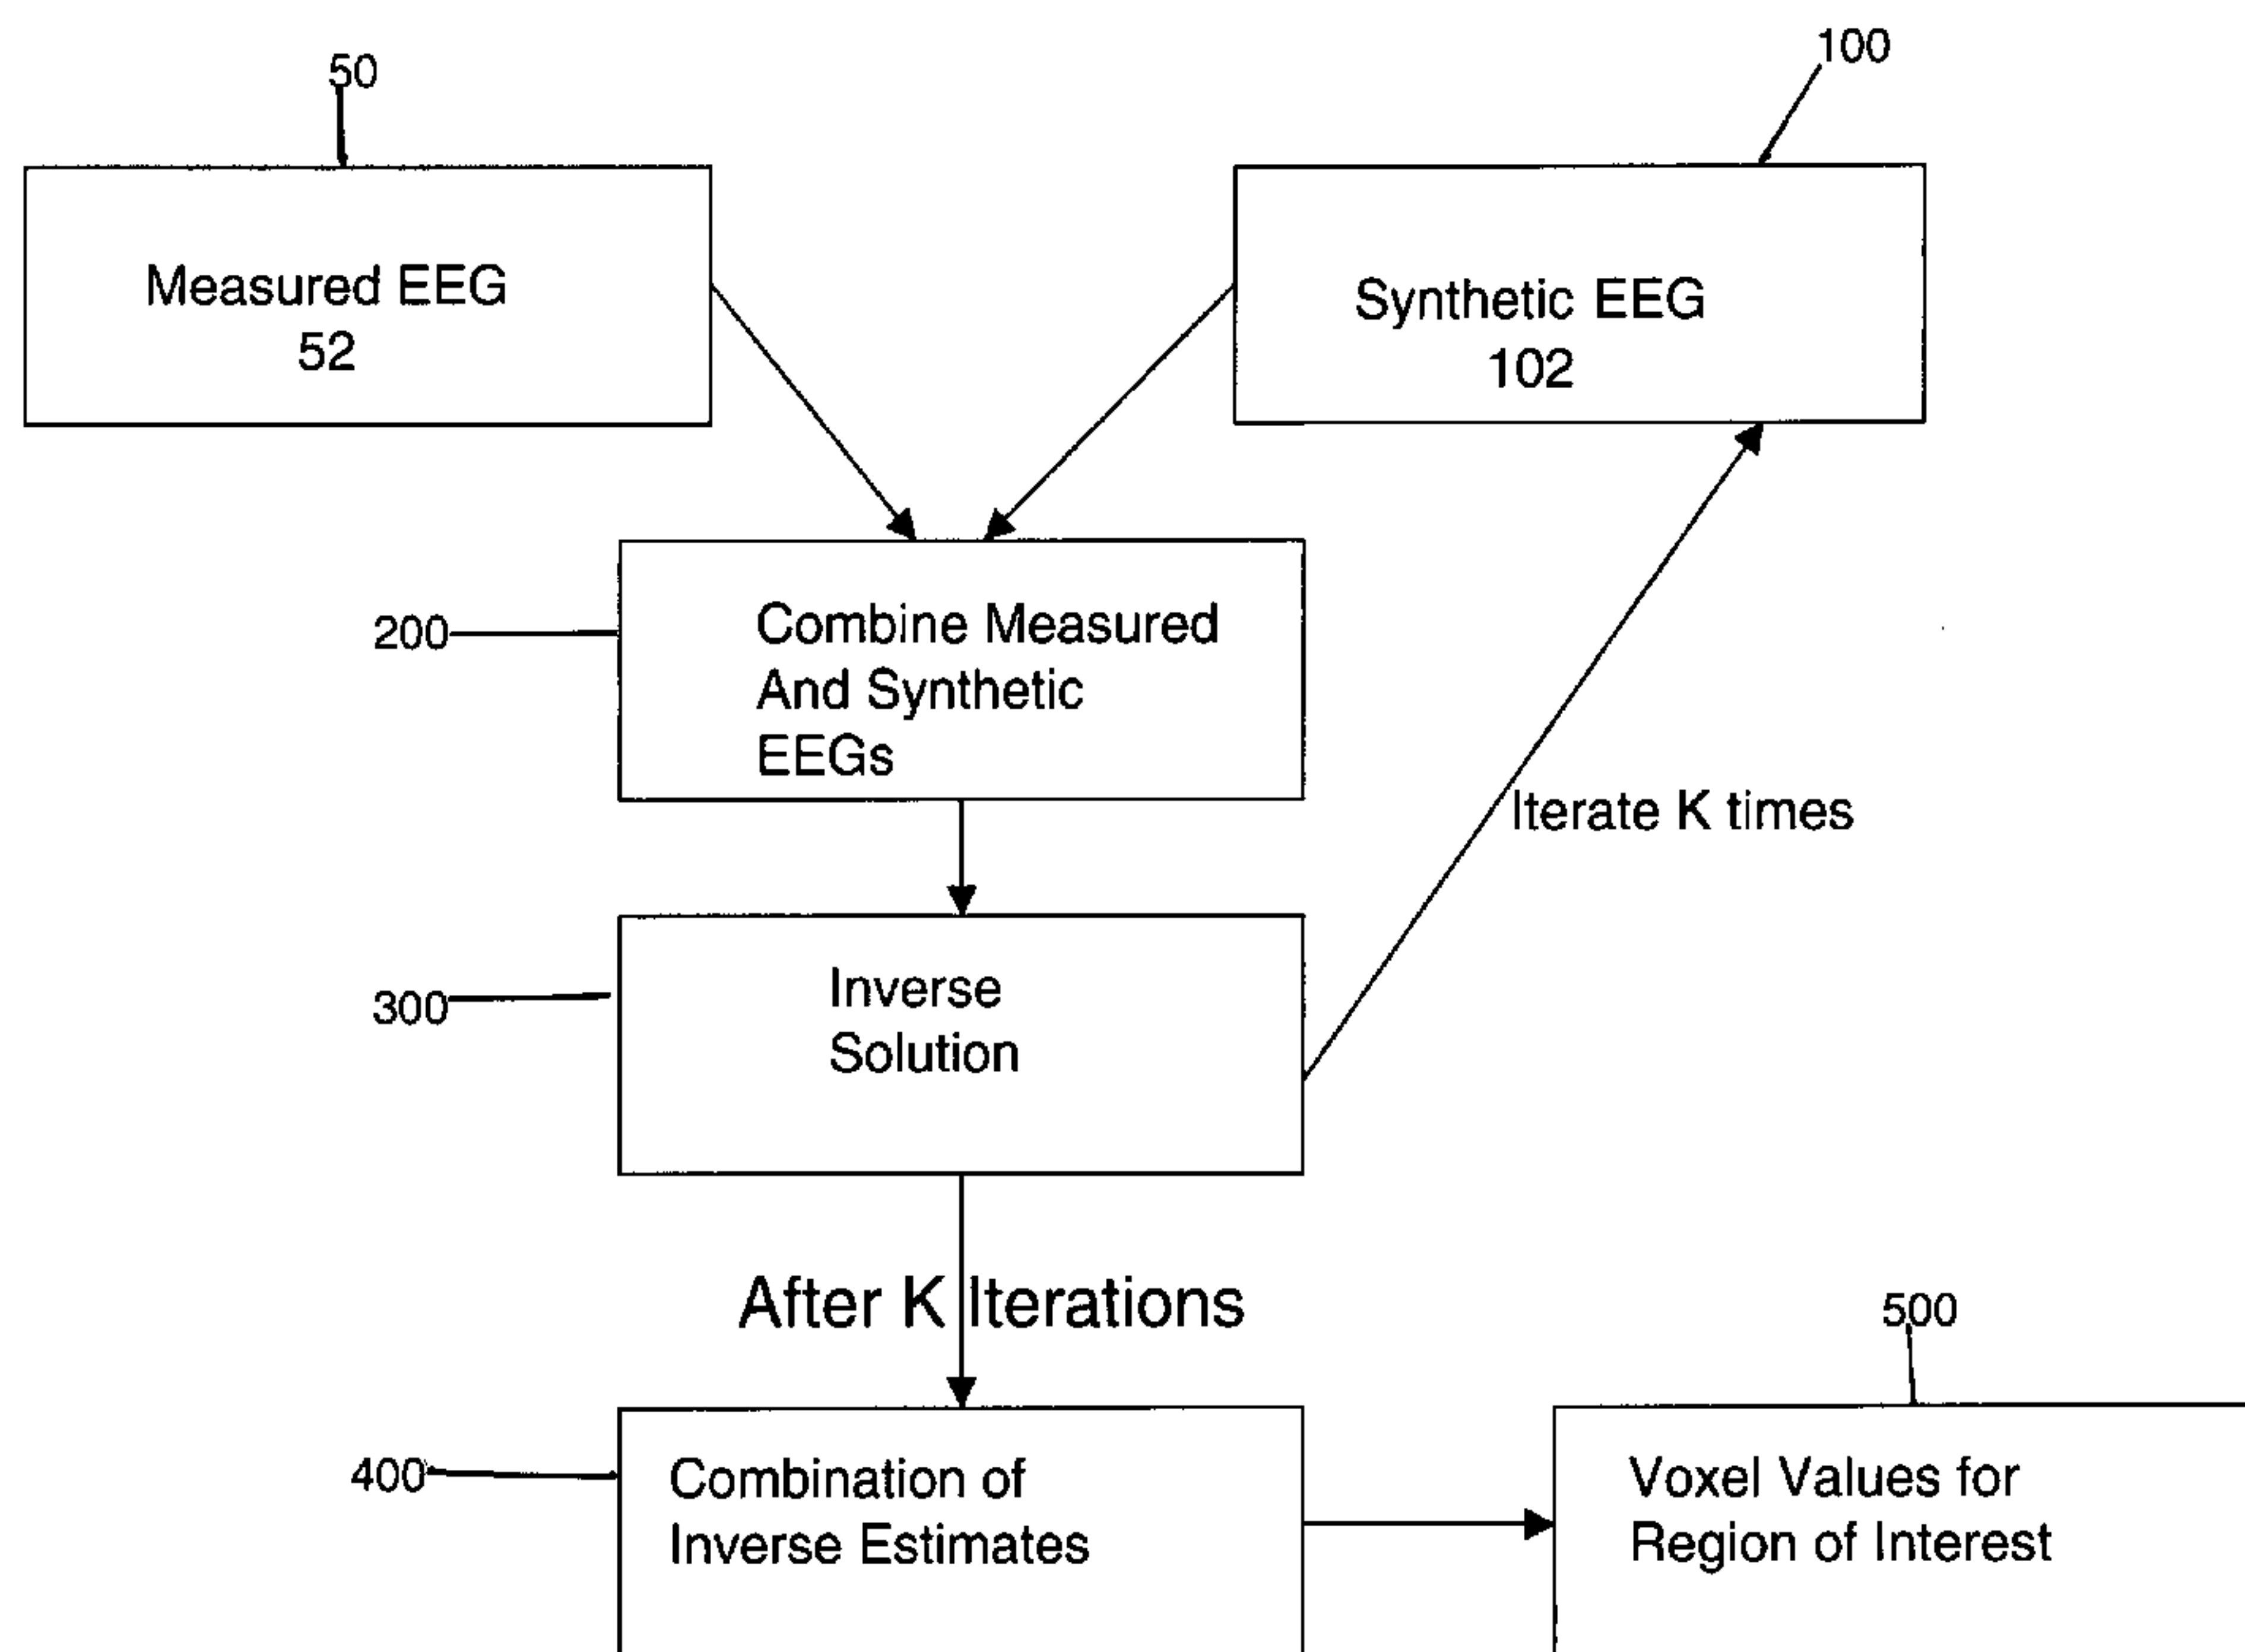 50
100
Measured EEG
52
Synthetic EEG
102
200
Combine Measured
And Synthetic
EEGs
Iterate K times
300
Inverse
Solution
After K Iterations
500
400
Combination of
Inverse Estimates
Voxel Values for
Region of Interest